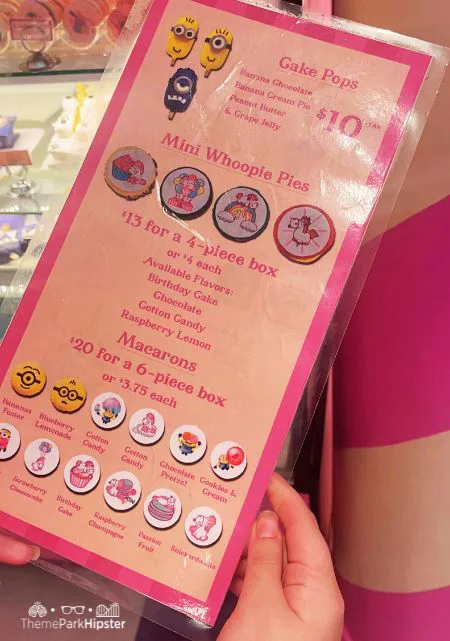 Cake Pops
Banana Chocolate
Banana Cream Pie
Peanut Butter
& Grape Jelly
$10 EACH
Mini Whoopie Pies
$13 for a 4-piece box
or $4 each
Available Flavors:
Birthday Cake
Chocolate
Cotton Candy
Raspberry Lemon
Macarons
$20 for a 6-piece box
or $3.75 each
Bananas
Foster
Blueberry
Lemonade
Cotton
Candy
Cotton
Candy
Chocolate
Pretzel
Cookies &
Cream
Strawberry
Cheesecake
Birthday
Cake
Raspberry
Champagne
Passion
Fruit
ThemeParkHipster